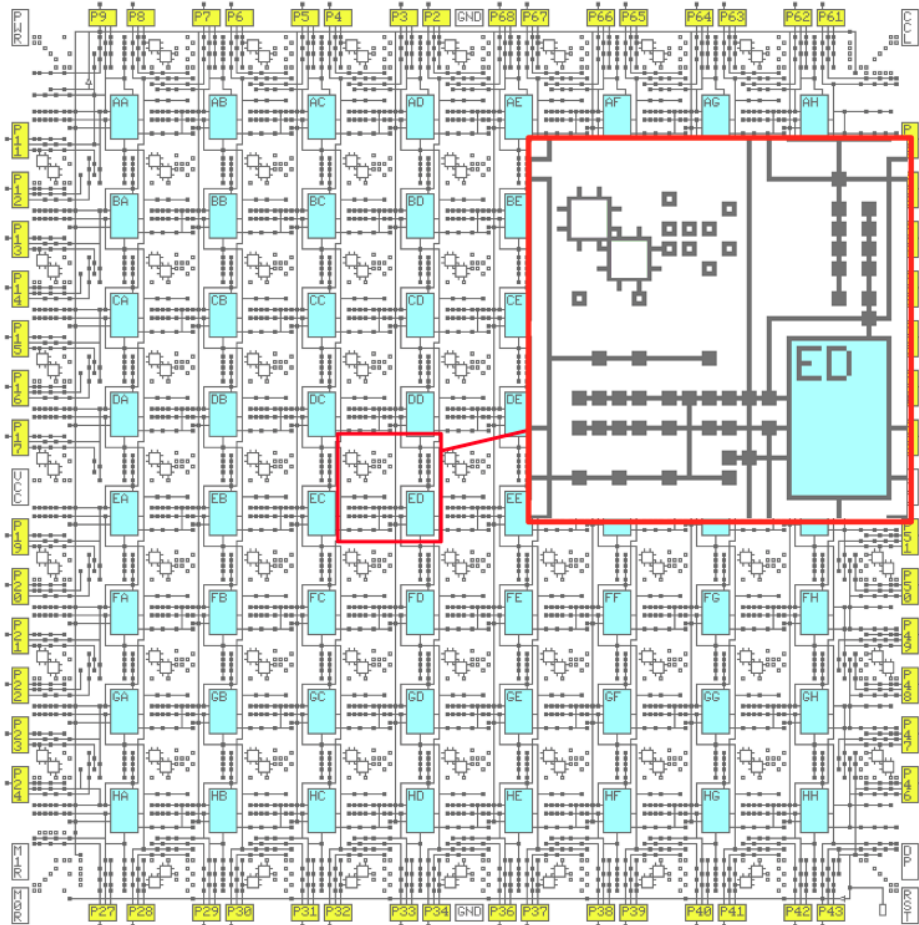 PWR P9 P8 P7 P6 P5 P4 P3 P2 GND P68 P67 P66 P65 P64 P63 P62 P61 CCL
AA AB AC AD AE AF AG AH
P11 P
P12
BA BB BC BD BE
P13
P14
CA CB CC CD CE
P15
P16
DA DB DC DD DE
ED
P17
VCC
EA EB EC ED EE
P19 51
P20 P50
FA FB FC FD FE FF FG FH
P21 P49
P22 P48
GA GB GC GD GE GF GG GH
P23 P47
P24 P46
HA HB HC HD HE HF HG HH
M1R DP
M0R P27 P28 P29 P30 P31 P32 P33 P34 GND P36 P37 P38 P39 P40 P41 P42 P43 RST